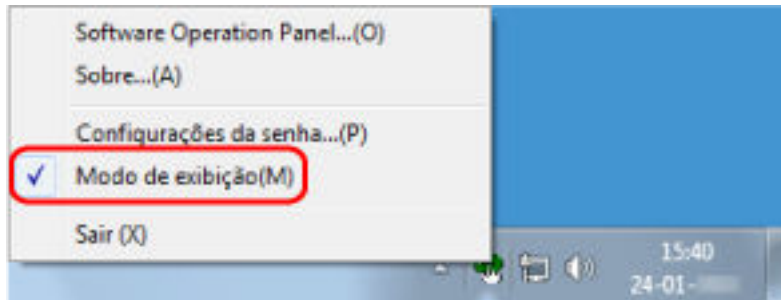 Software Operation Panel...(O)
Sobre...(A)
Configurações da senha...(P)
Modo de exibição(M)
Sair (X)
15:40
24-01-